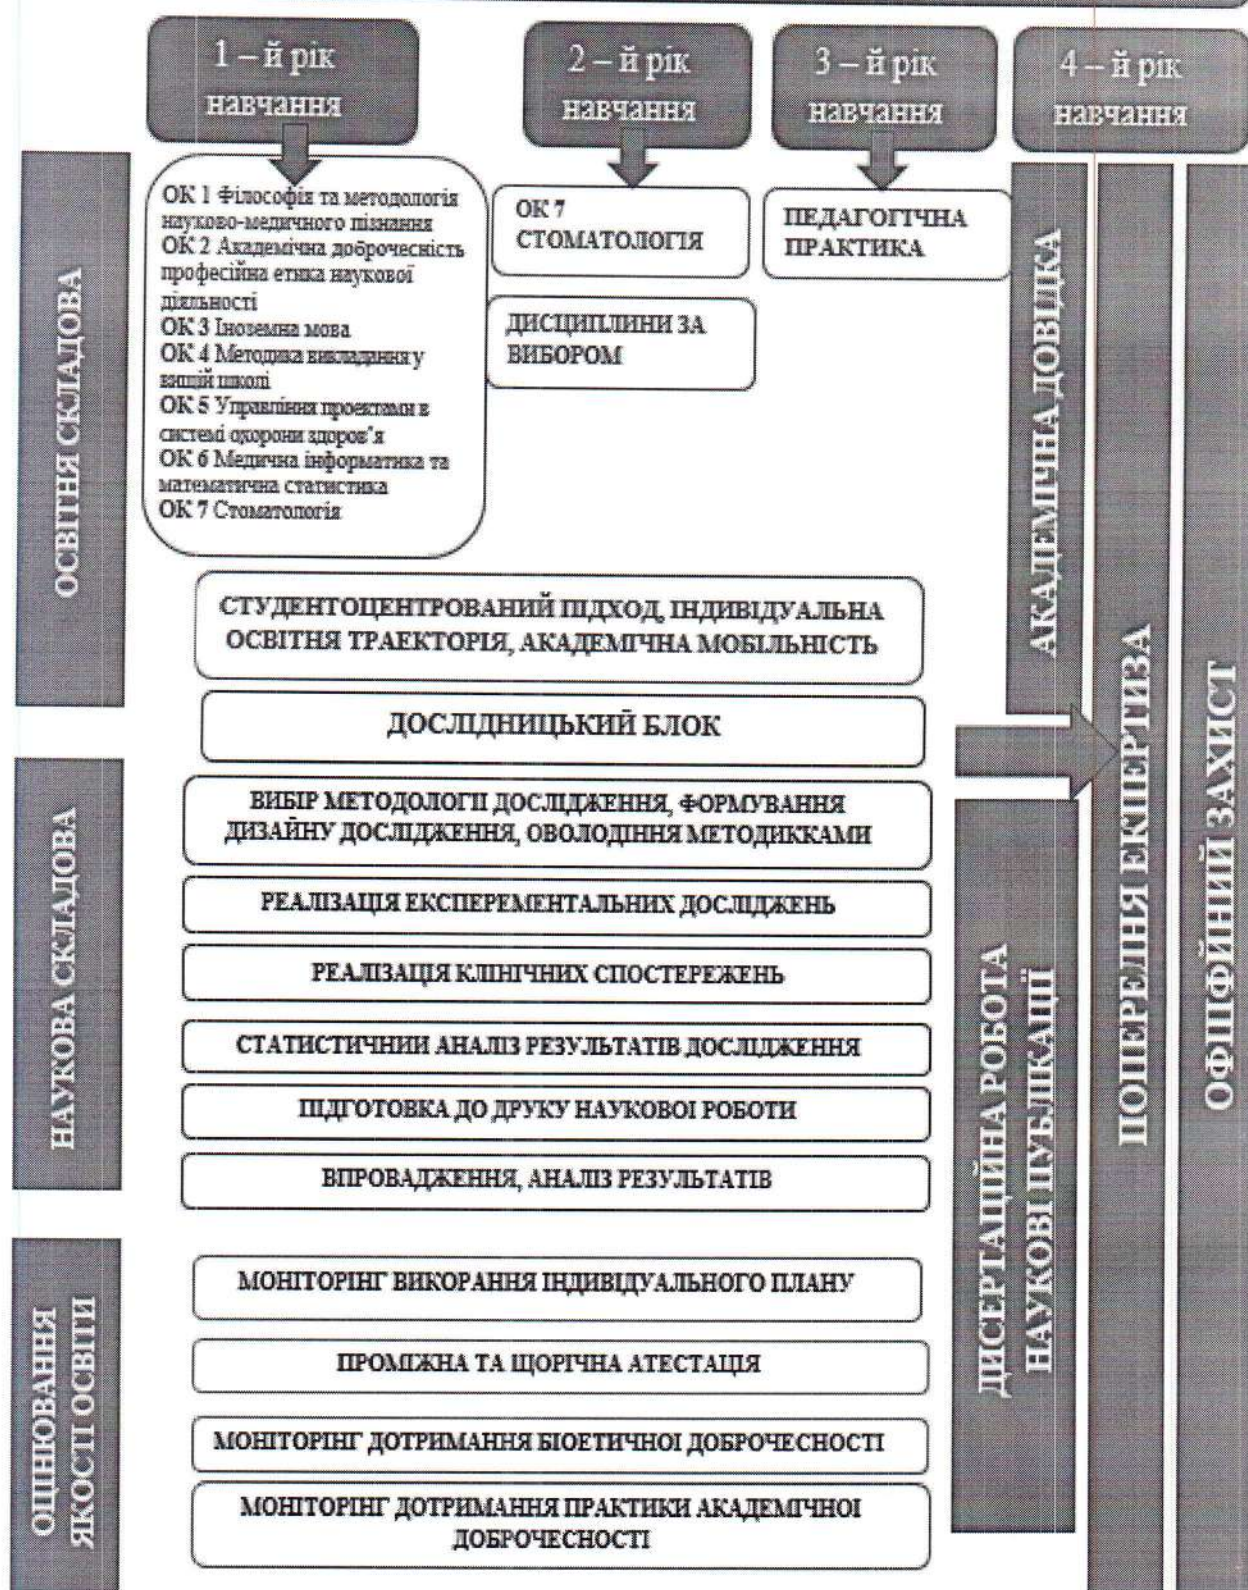 1 – й рік
навчання
2 – й рік
навчання
3 – й рік
навчання
4 – й рік
навчання
ОСВІТНЯ СКЛАДОВА
ОК 1 Філософія та методологія
науково-медичного пізнання
ОК 2 Академічна доброчесність
професійна етика наукової
діяльності
ОК 3 Іноземна мова
ОК 4 Методика викладання у
вищій школі
ОК 5 Управління проектами в
системі охорони здоров'я
ОК 6 Медична інформатика та
математична статистика
ОК 7 Стоматологія
ОК 7
СТОМАТОЛОГІЯ
ДИСЦИПЛІНИ ЗА
ВИБОРОМ
ПЕДАГОГІЧНА
ПРАКТИКА
СТУДЕНТОЦЕНТРОВАНИЙ ПІДХОД, ІНДИВІДУАЛЬНА
ОСВІТНЯ ТРАЕКТОРІЯ, АКАДЕМІЧНА МОБІЛЬНІСТЬ
ДОСЛІДНИЦЬКИЙ БЛОК
НАУКОВА СКЛАДОВА
ВИБІР МЕТОДОЛОГІІ ДОСЛІДЖЕННЯ, ФОРМУВАННЯ
ДИЗАЙНУ ДОСЛІДЖЕННЯ, ОВОЛОДІННЯ МЕТОДИККАМИ
РЕАЛІЗАЦІЯ ЕКСПЕРЕМЕНТАЛЬНИХ ДОСЛІДЖЕНЬ
РЕАЛІЗАЦІЯ КЛІНІЧНИХ СПОСТЕРЕЖЕНЬ
СТАТИСТИЧНИИ АНАЛІЗ РЕЗУЛЬТАТІВ ДОСЛІДЖЕННЯ
ПІДГОТОВКА ДО ДРУКУ НАУКОВОІ РОБОТИ
ВПРОВАДЖЕННЯ, АНАЛІЗ РЕЗУЛЬТАТІВ
ОЦІНЮВАННЯ
ЯКОСТІ ОСВІТИ
МОНІТОРІНГ ВИКОРАННЯ ІНДИВІДУАЛЬНОГО ПЛАНУ
ПРОМІЖНА ТА ЩОРІЧНА АТЕСТАЦІЯ
МОНІТОРІНГ ДОТРИМАННЯ БІОЕТИЧНОЇ ДОБРОЧЕСНОСТІ
МОНІТОРІНГ ДОТРИМАННЯ ПРАКТИКИ АКАДЕМІЧНОЇ
ДОБРОЧЕСНОСТІ
АКАДЕМІЧНА ДОВІДКА
ДИСЕРТАЦІЙНА РОБОТА
НАУКОВІ ПУБЛІКАЦІЇ
ПОПЕРЕДНЯ ЕКПЕРТИЗА
ОФІЦІЙНИЙ ЗАХИСТ